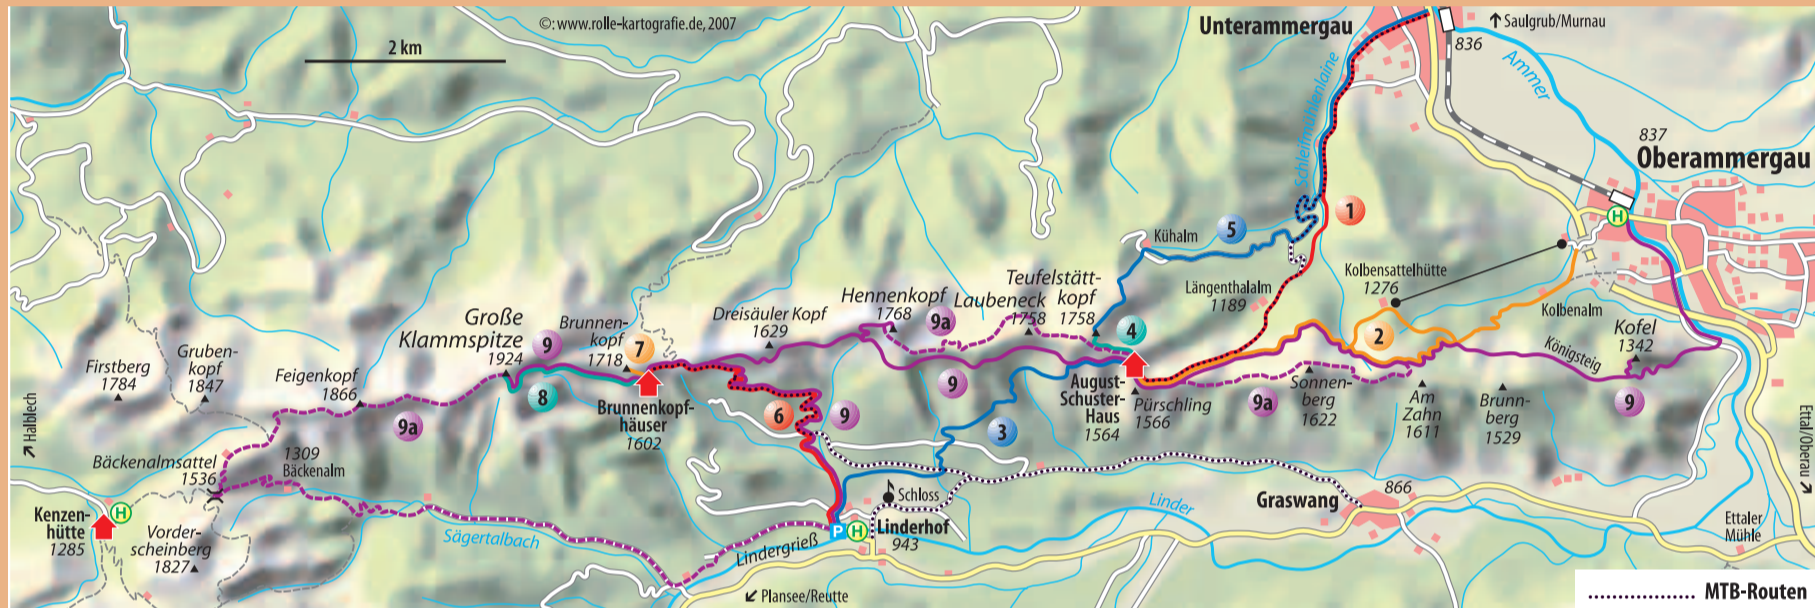 ©: www.rolle-kartografie.de, 2007
2 km
Unterammergau
836
Saulgrub/Murnau
Ammer
Schleifmühlenlaine
837
Oberammergau
H
1
5
Kühalm
Kolbensattelhütte
1276
Längenthalalm
1189
Kolbenalm
Teufelstätt-
kopf
1758
Laubeneck
1758
Hennenkopf
1768
9a
4
2
Dreisäuler Kopf
1629
Große
Klammspitze
1924
9
Brunnen-
kopf
1718
7
Königsteig
Kofel
1342
Firstberg
1784
Gruben-
kopf
1847
Feigenkopf
1866
8
Brunnenkopf-
häuser
1602
6
9
9
3
August-
Schuster-
Haus
1564
Pürschling
1566
9a
Sonnen-
berg
1622
Am
Zahn
1611
Brunn-
berg
1529
9
9a
Halblech
Ettal/Oberau
Bäckenalmsattel
1536
1309
Bäckenalm
Kenzen-
hütte
1285
H
Vorder-
scheinberg
1827
Sägertalbach
Lindergrieß
P
H
Schloss
Linderhof
943
Linder
Graswang
866
Ettaler
Mühle
Plansee/Reutte
MTB-Routen